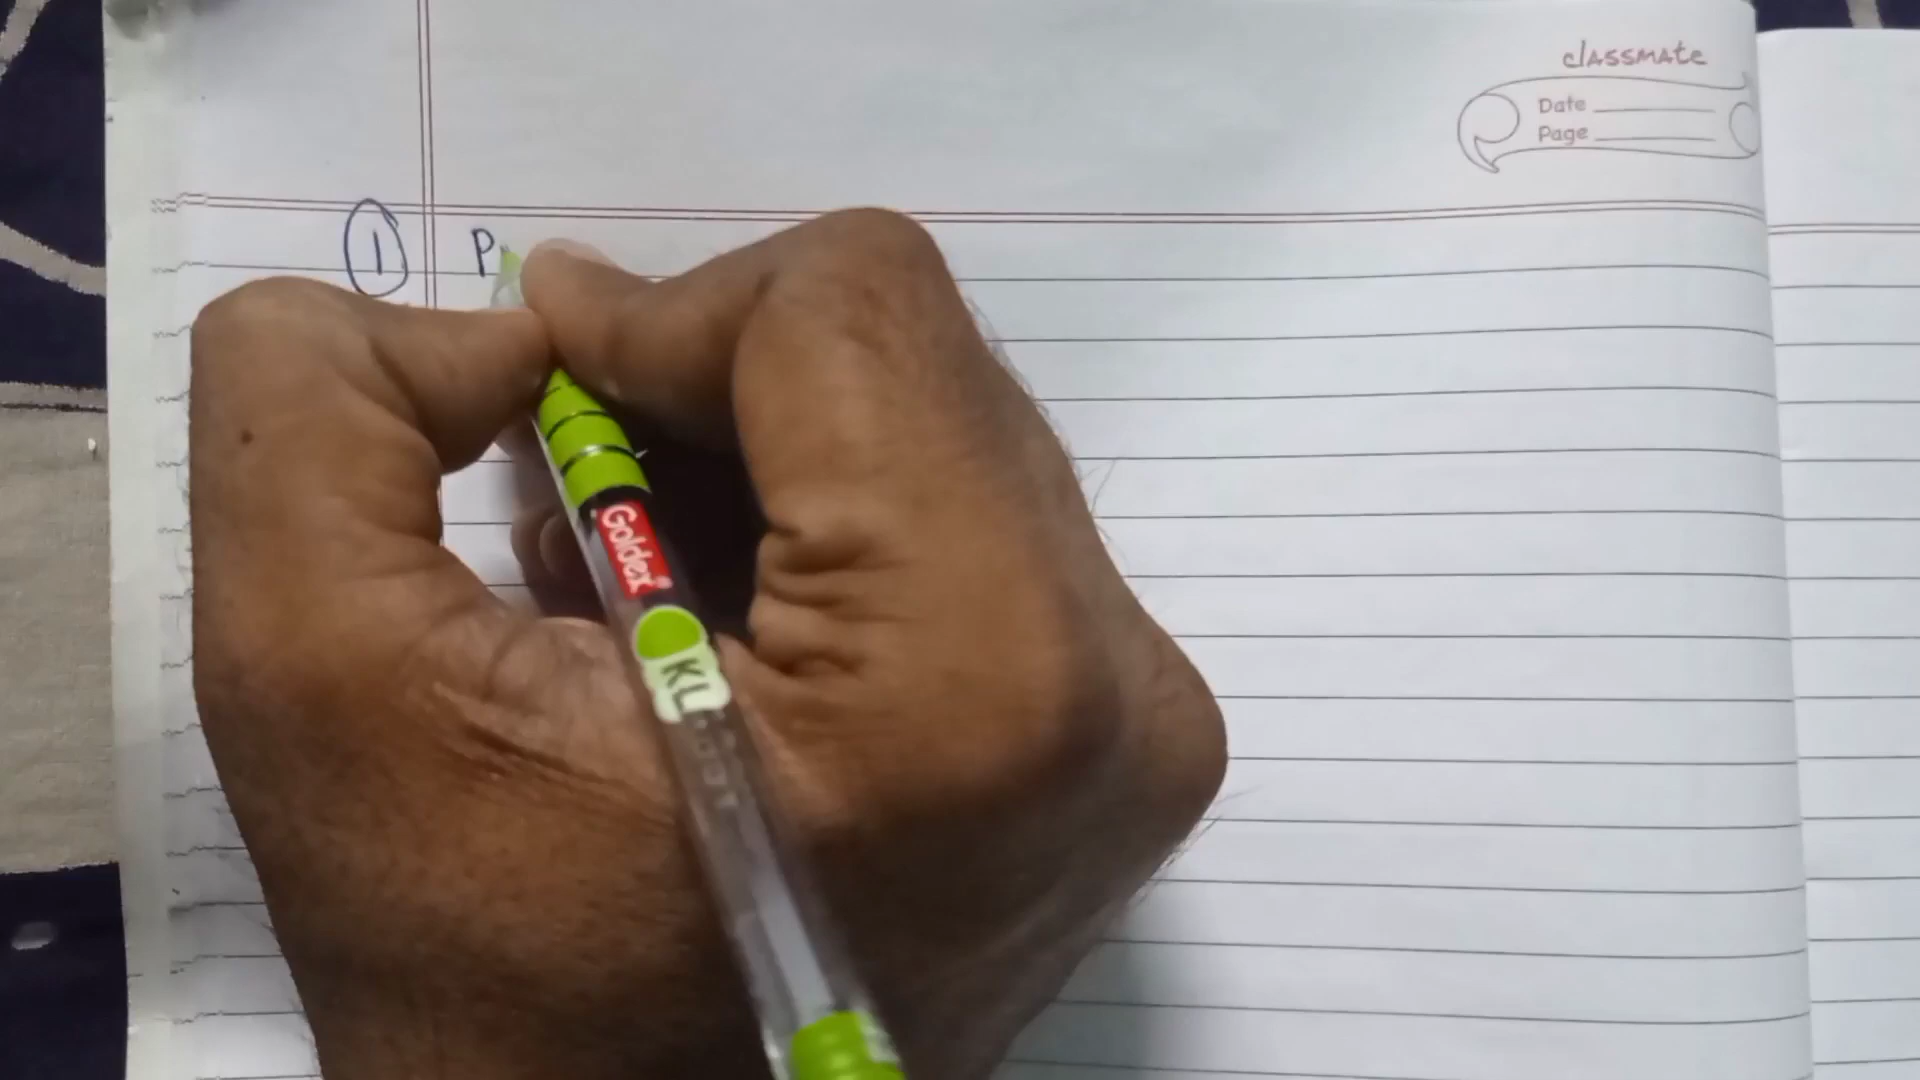 classmate
Date
Page
① P
Goldex
KL